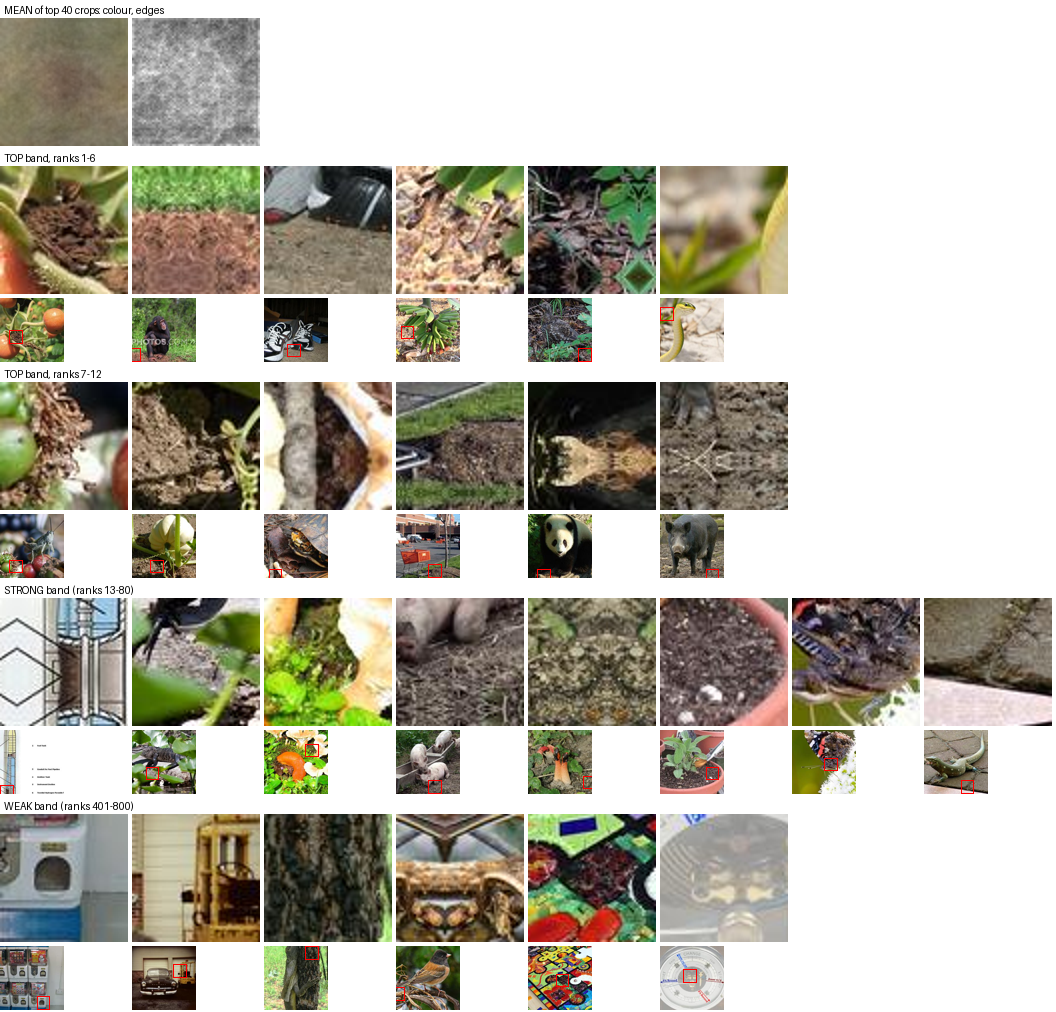 MEAN of top 40 crops: colour, edges
TOP band, ranks 1-6
PHOTOS
TOP band, ranks 7-12
STRONG band (ranks 13-80)
WEAK band (ranks 401-800)